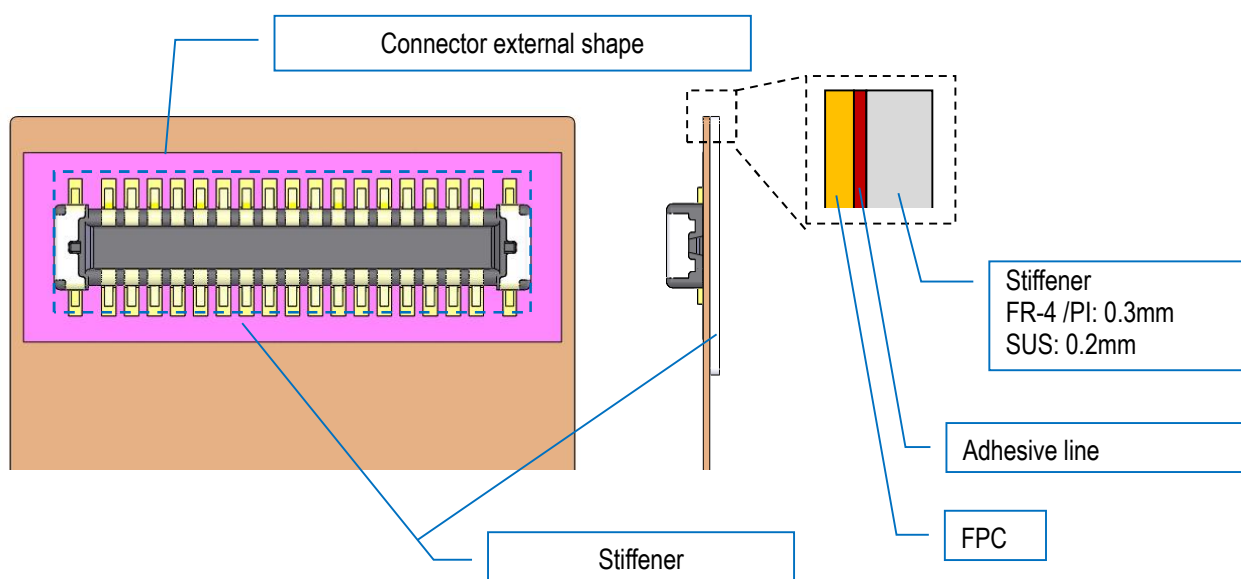 Connector external shape
Stiffener
FR-4 /PI: 0.3mm
SUS: 0.2mm
Adhesive line
FPC
Stiffener